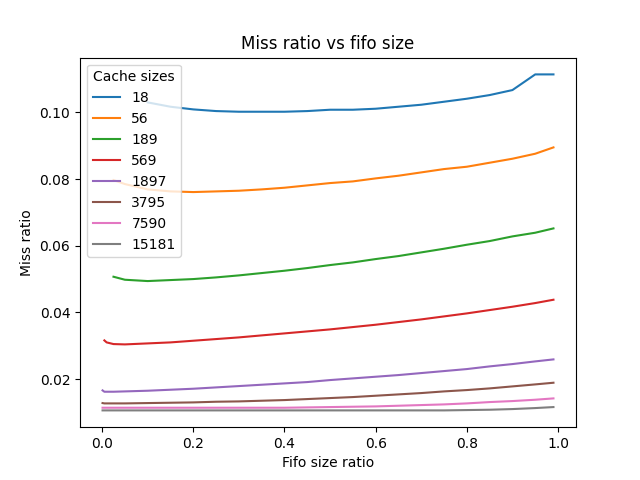 Miss ratio vs fifo size
Cache sizes
18
56
189
569
1897
3795
7590
15181
0.10
0.08
0.06
0.04
0.02
Miss ratio
0.0 0.2 0.4 0.6 0.8 1.0
Fifo size ratio